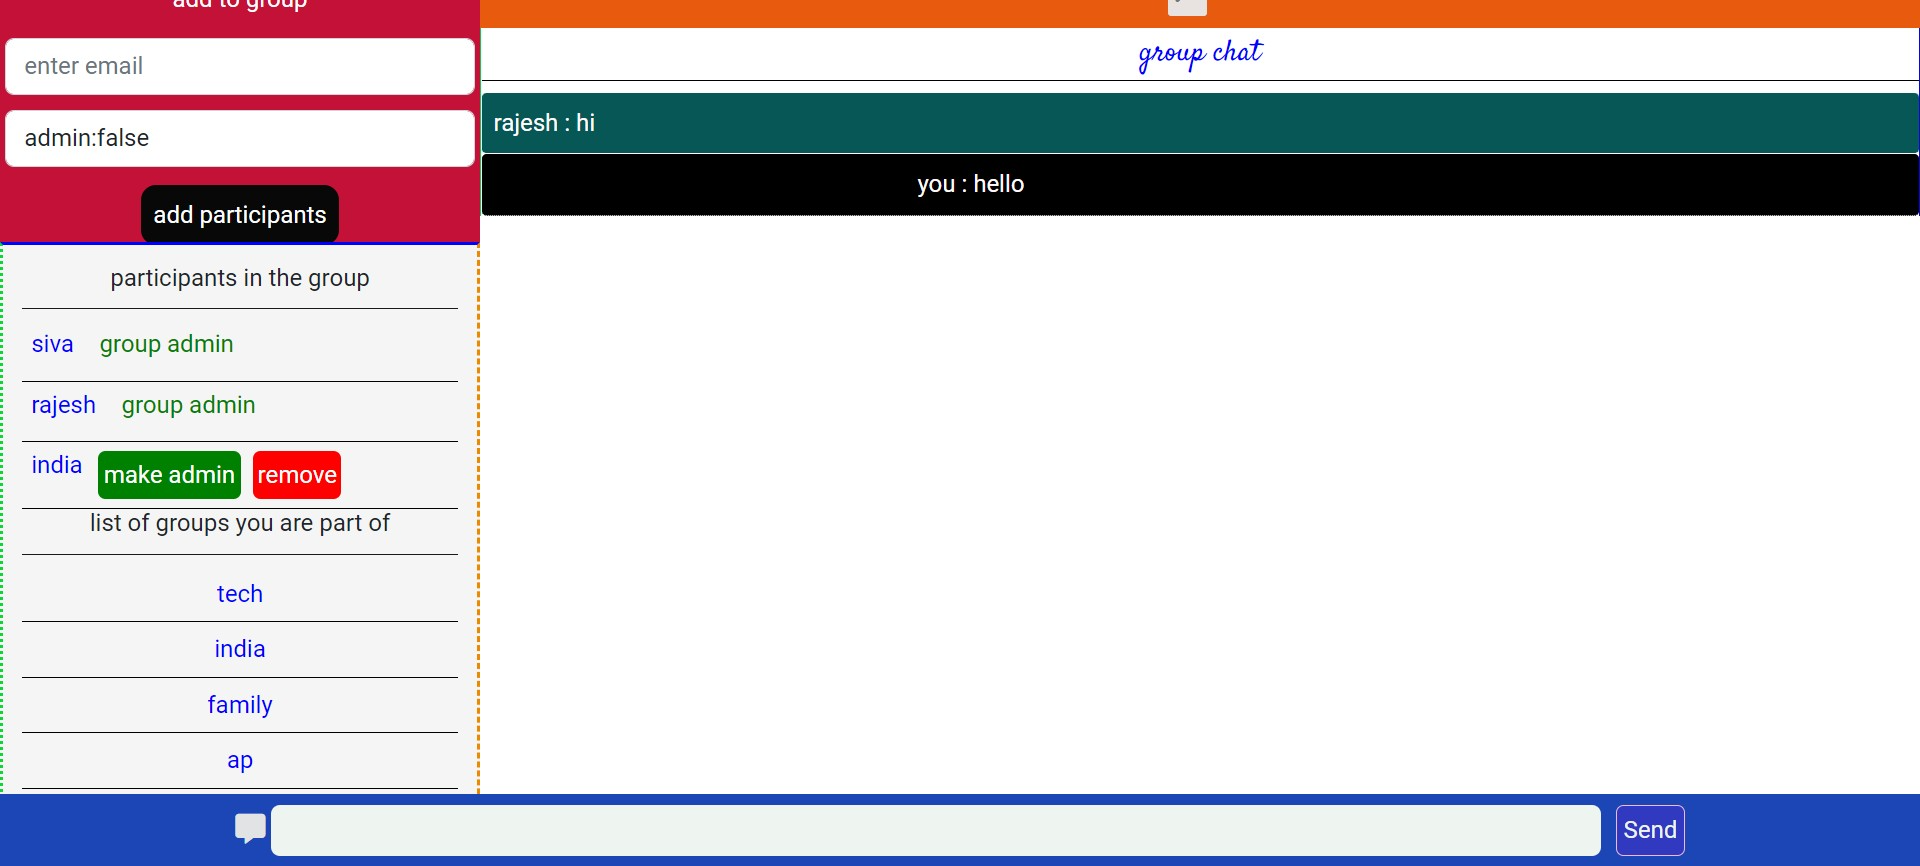 add to group
enter email
admin:false
add participants
participants in the group
siva group admin
rajesh group admin
india make admin remove
list of groups you are part of
tech
india
family
ap
group chat
rajesh : hi
you : hello
Send